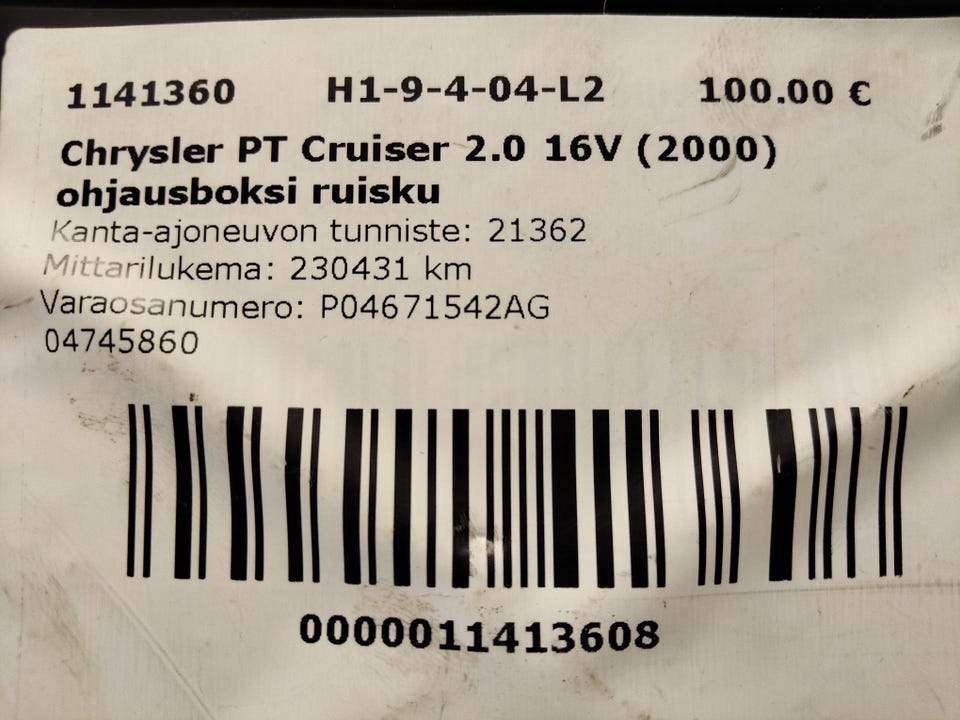 1141360 H1-9-4-04-L2 100.00 €
Chrysler PT Cruiser 2.0 16V (2000)
ohjausboksi ruisku
Kanta-ajoneuvon tunniste: 21362
Mittarilukema: 230431 km
Varaosanumero: P04671542AG
04745860
0000011413608